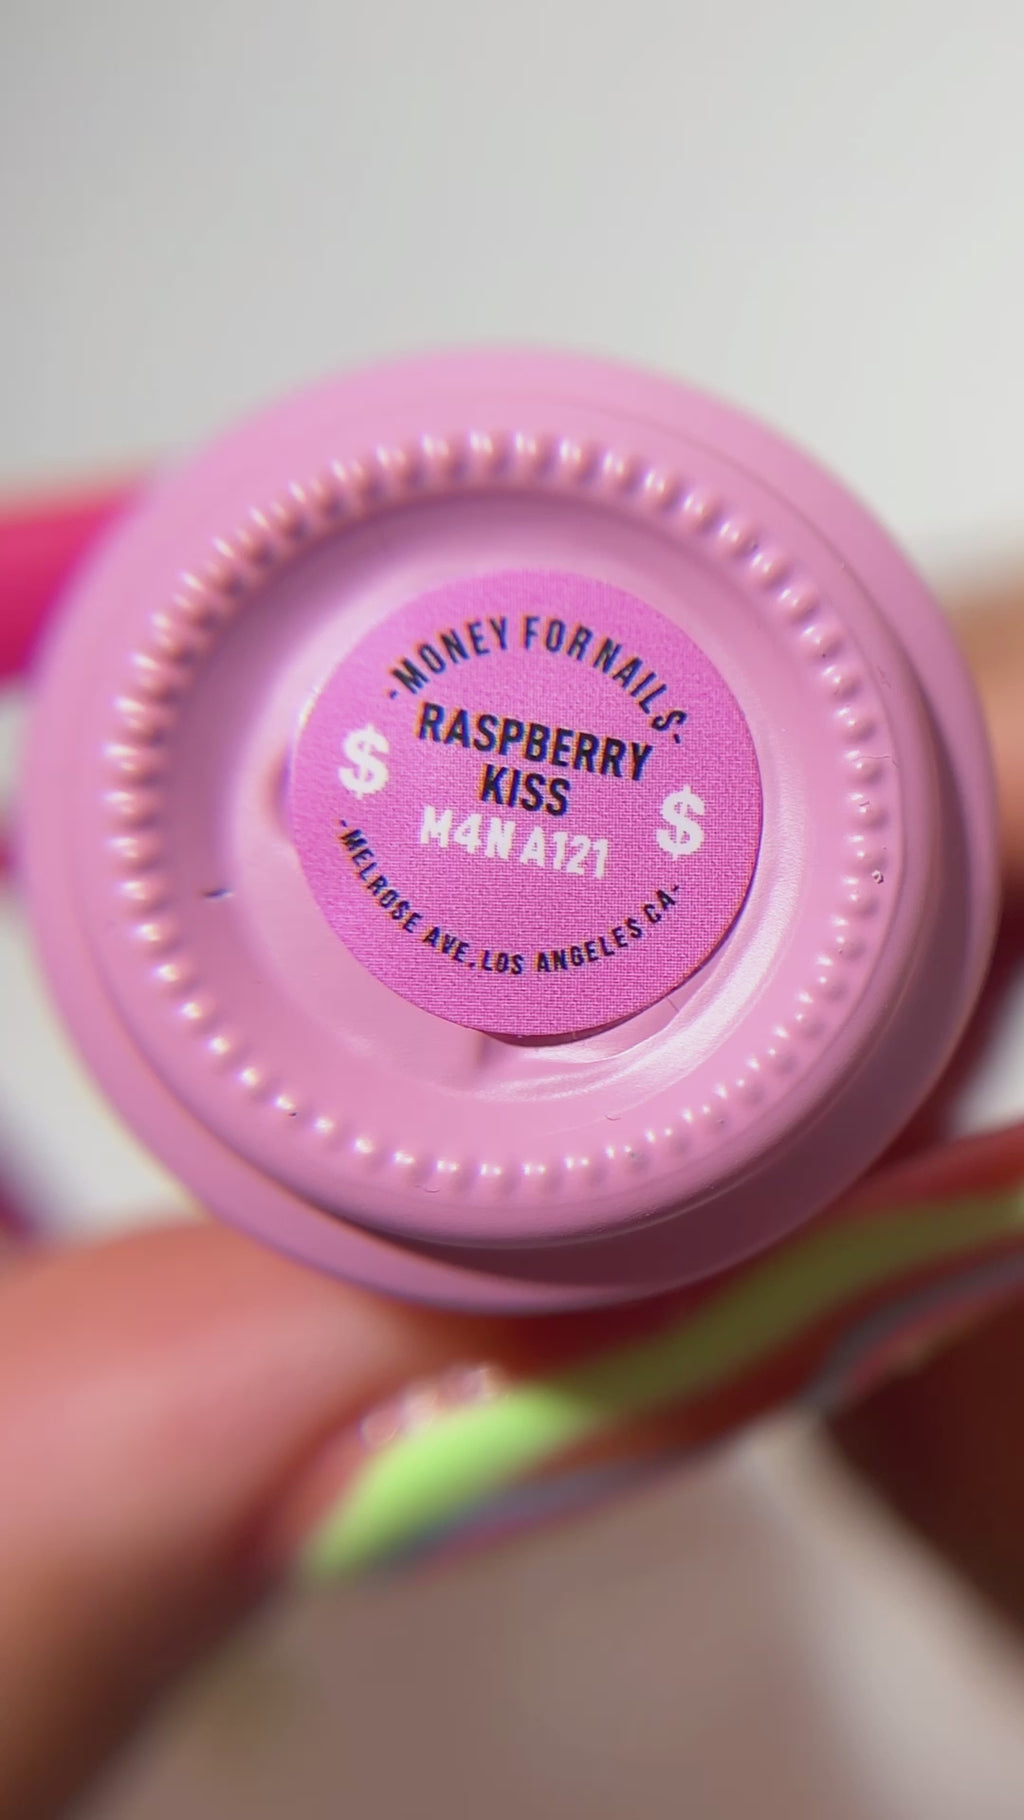 -MONEY FOR NAILS-
RASPBERRY
KISS
$ $
M4N A121
-MELROSE AVE. LOS ANGELES CA-